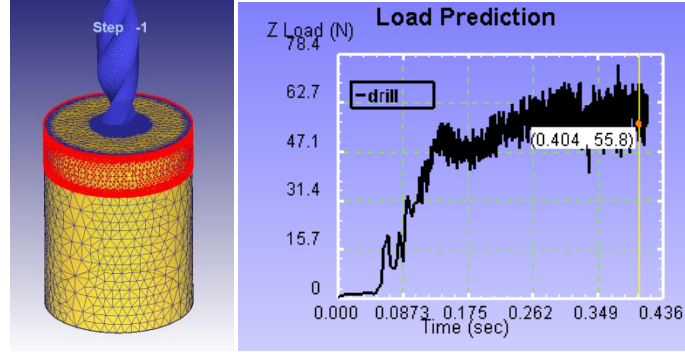 Step -1
Load Prediction
Z Load (N)
78.4
62.7
47.1
31.4
15.7
0
drill
(0.404 , 55.8)
0.000 0.0873 0.175 0.262 0.349 0.436
Time (sec)